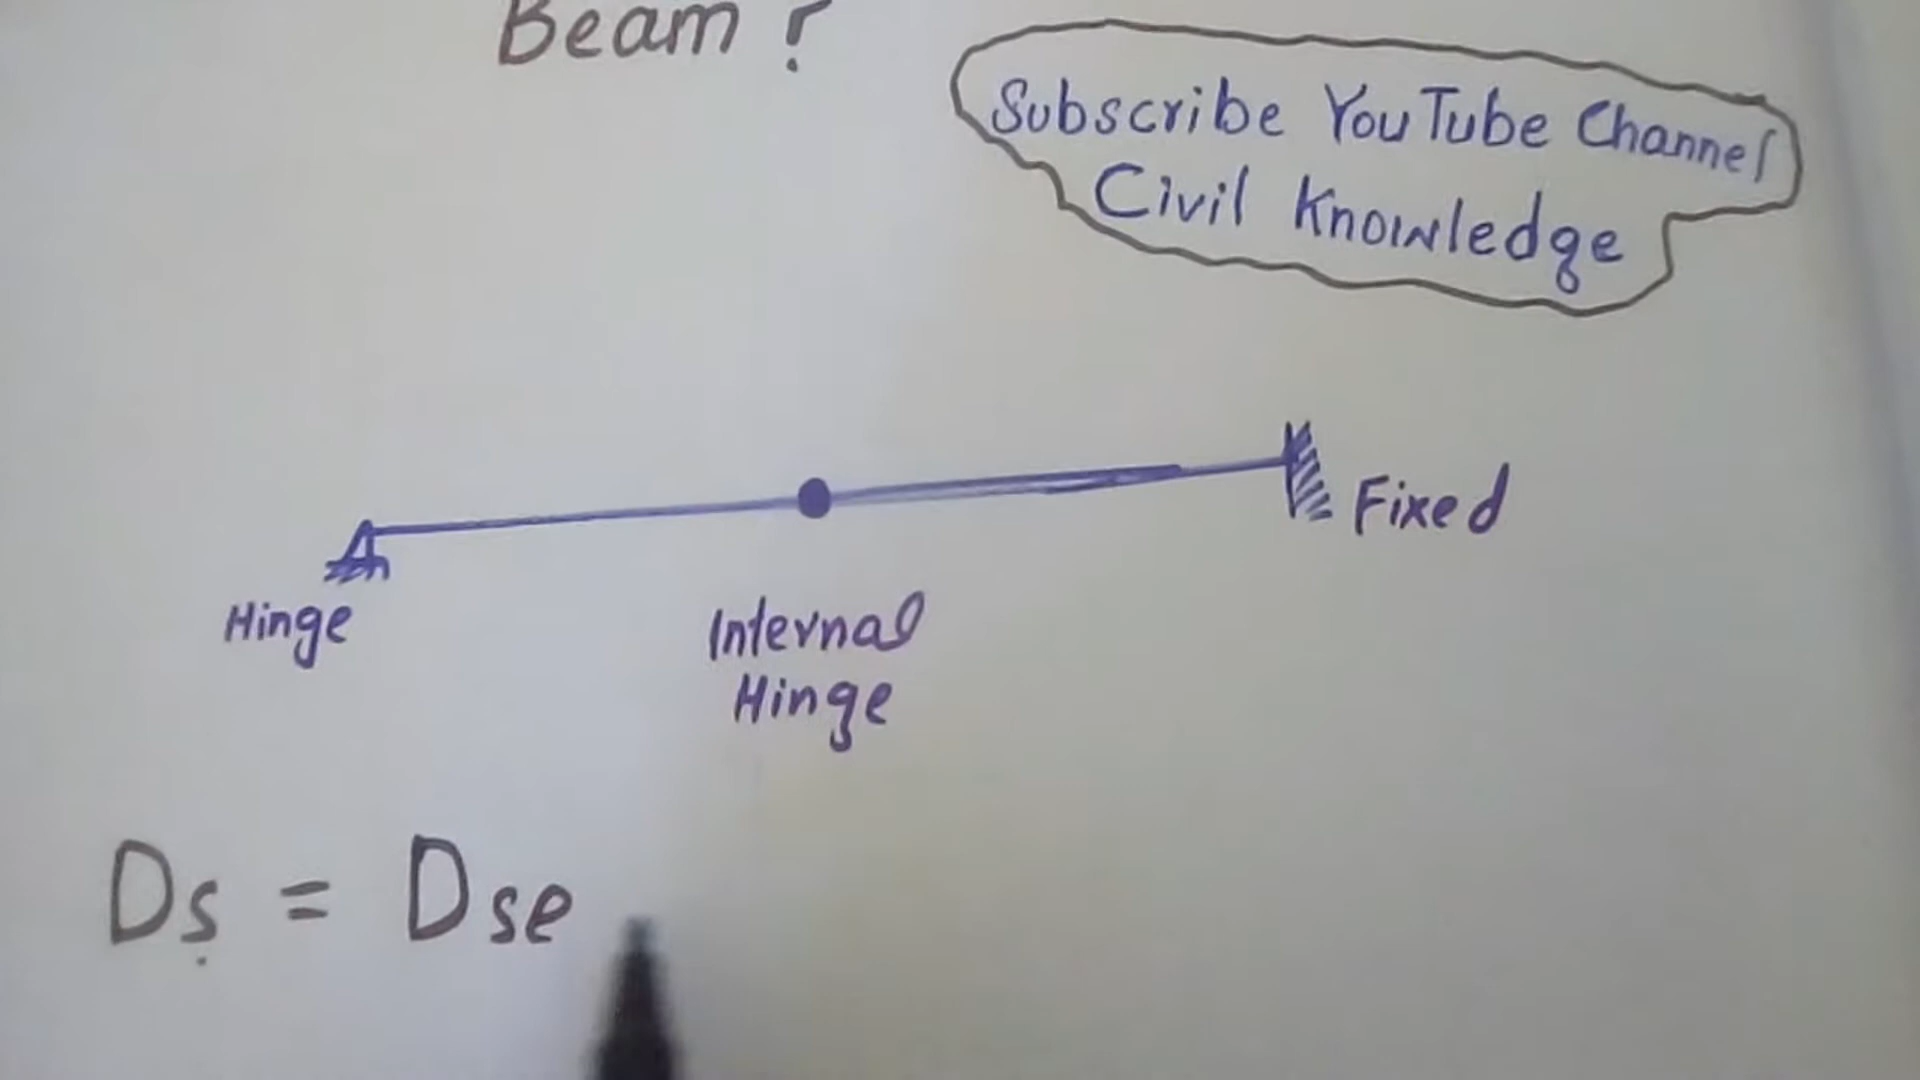 Beam ?
Subscribe YouTube Channel
Civil Knowledge
Fixed
Hinge
Internal
Hinge
Ds = Dse